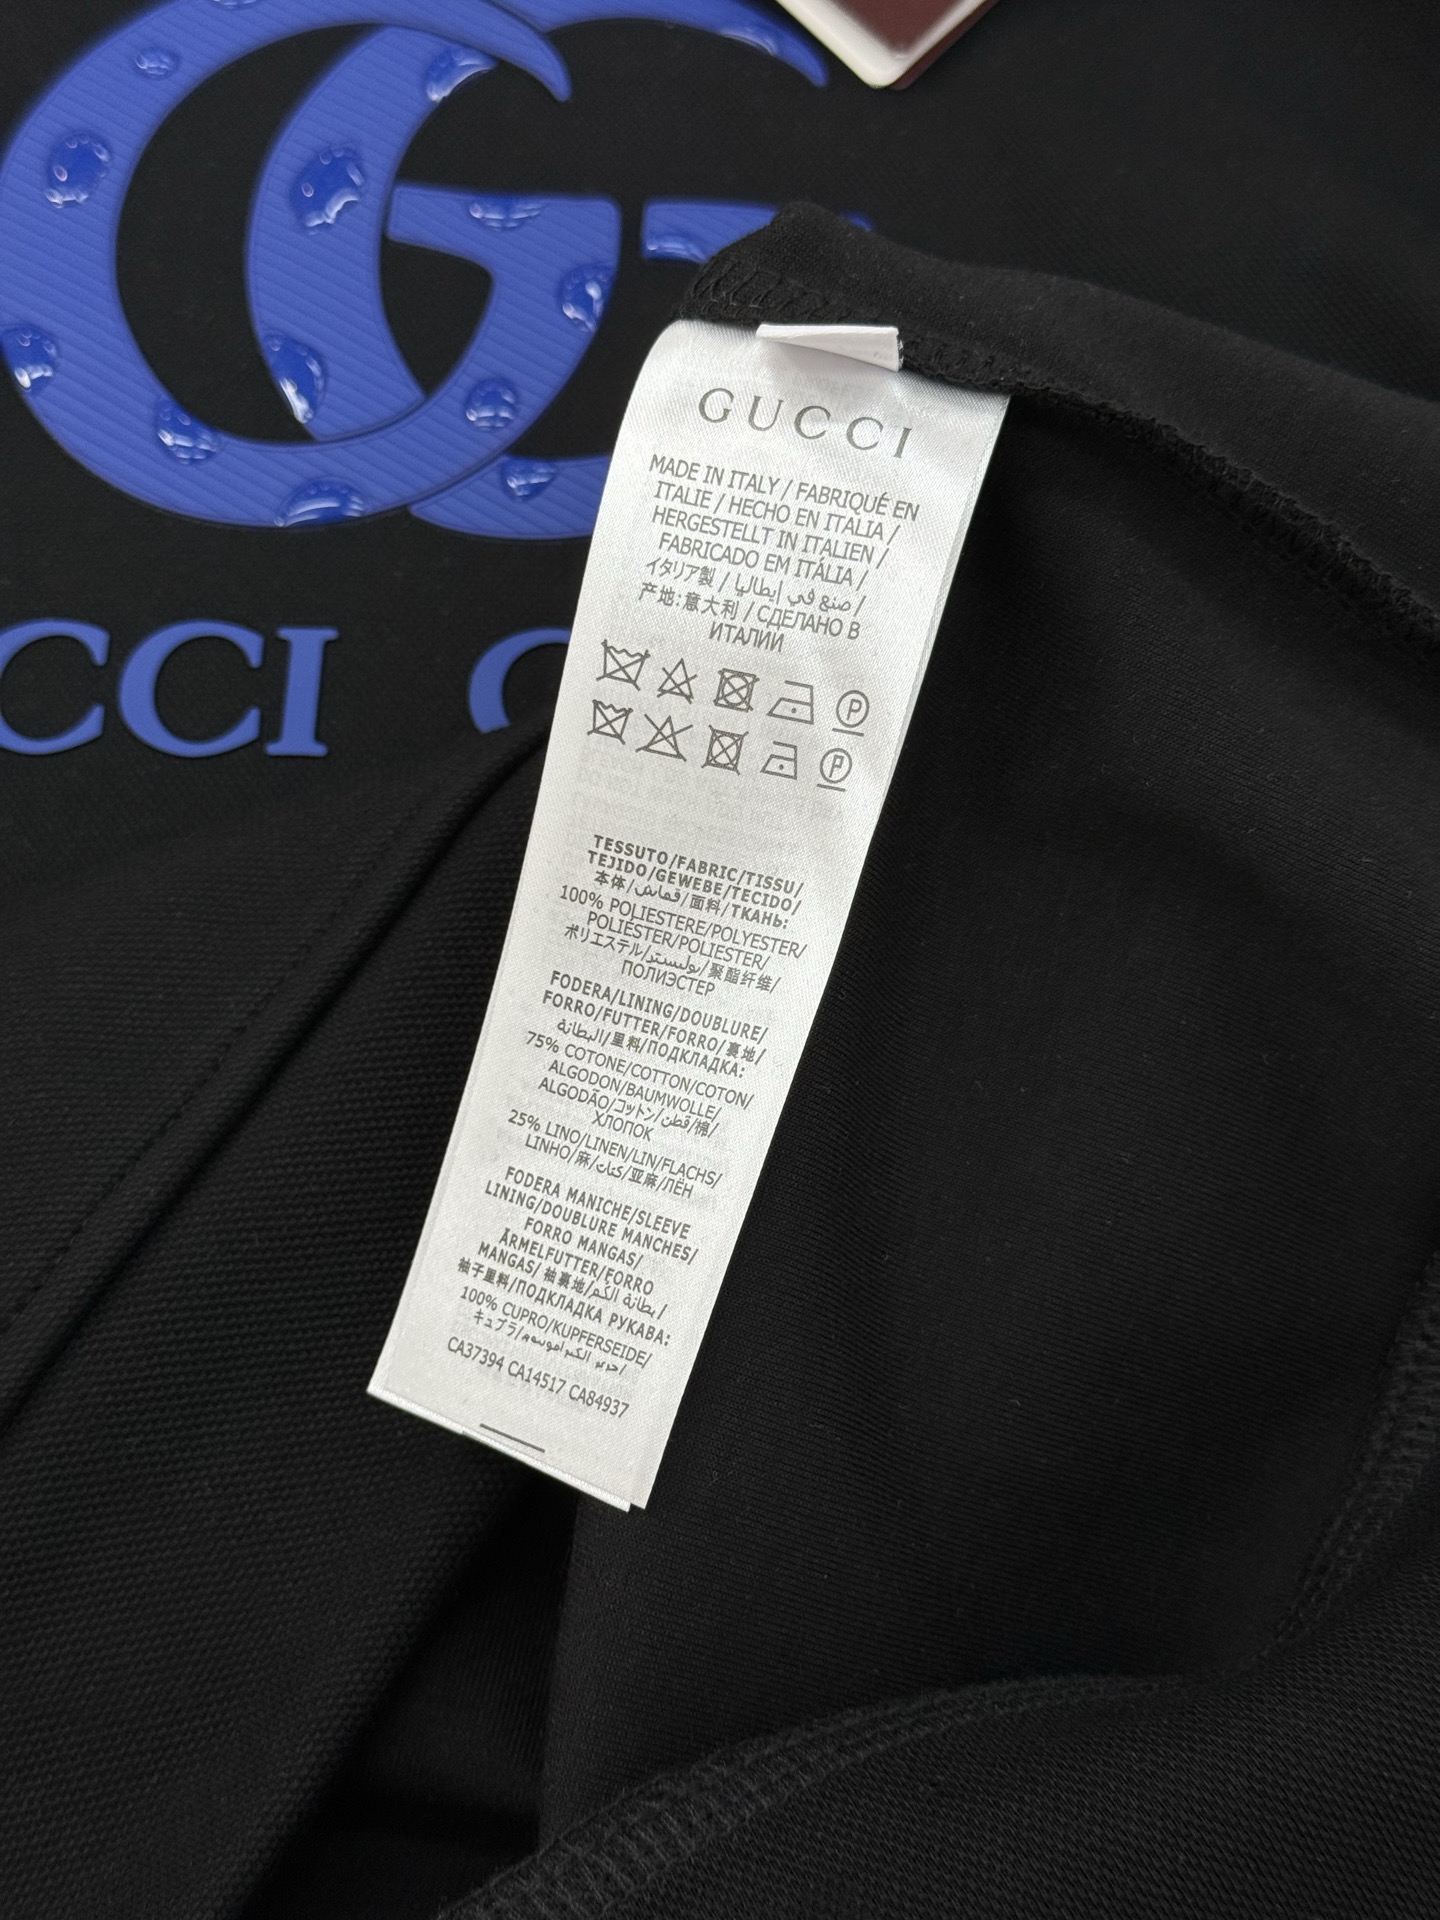 CCI
GUCCI
MADE IN ITALY / FABRIQUÉ EN
ITALIE / HECHO EN ITALIA /
HERGESTELLT IN ITALIEN /
FABRICADO EM ITÁLIA /
イタリア製 / صنع في إيطاليا /
产地:意大利 / СДЕЛАНО В
ИТАЛИИ
P
P
TESSUTO/FABRIC/TISSU/
TEJIDO/GEWEBE/TECIDO/
本体/قماش/面料/ТКАНЬ:
100% POLIESTERE/POLYESTER/
POLIÉSTER/POLIESTER/
ポリエステル/بوليستر/聚酯纤维/
ПОЛИЭСТЕР
FODERA/LINING/DOUBLURE/
FORRO/FUTTER/FORRO/裏地/
البطانة/里料/ПОДКЛАДКА:
75% COTONE/COTTON/COTON/
ALGODON/BAUMWOLLE/
ALGODÃO/コットン/قطن/棉/
ХЛОПОК
25% LINO/LINEN/LIN/FLACHS/
LINHO/麻/كتان/亚麻/ЛЁН
FODERA MANICHE/SLEEVE
LINING/DOUBLURE MANCHES/
FORRO MANGAS/
ÄRMELFUTTER/FORRO
MANGAS/ 袖裏地/بطانة الكُم/
袖子里料/ПОДКЛАДКА РУКАВА:
100% CUPRO/KUPFERSEIDE/
キュプラ/
CA37394 CA14517 CA84937